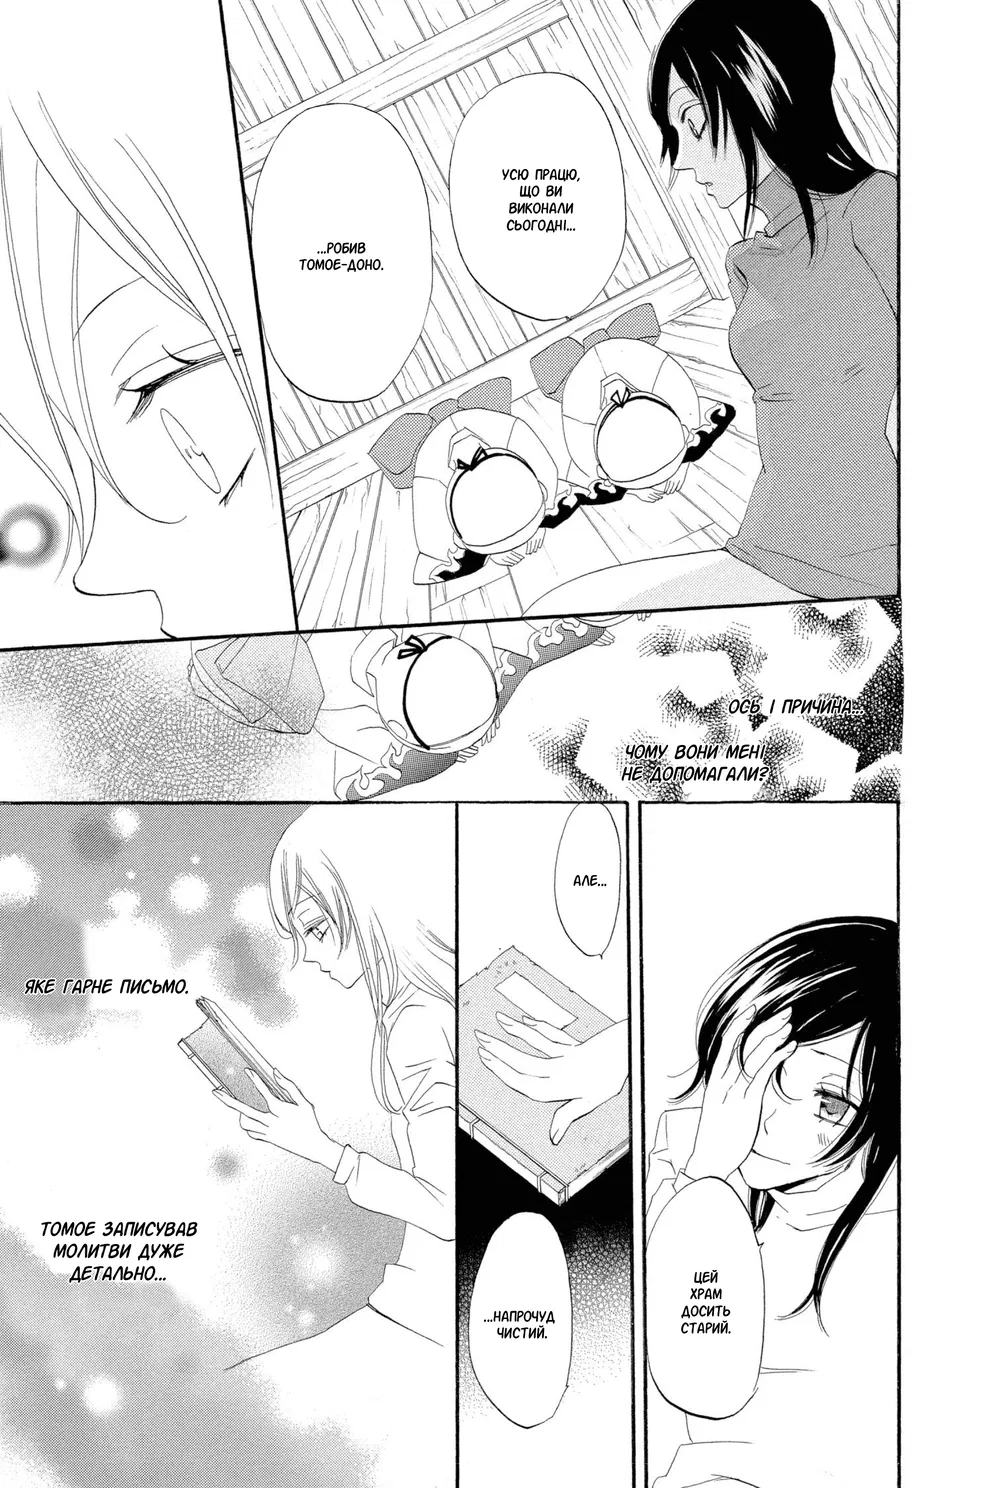 УСЮ ПРАЦЮ,
ЩО ВИ
ВИКОНАЛИ
СЬОГОДНІ...
...РОБИВ
ТОМОЕ-ДОНО.
ОСЬ І ПРИЧИНА...
ЧОМУ ВОНИ МЕНІ
НЕ ДОПОМАГАЛИ?
ЦЕЙ
ХРАМ
ДОСИТЬ
СТАРИЙ.
АЛЕ...
...НАПРОЧУД
ЧИСТИЙ.
ЯКЕ ГАРНЕ ПИСЬМО.
ТОМОЕ ЗАПИСУВАВ
МОЛИТВИ ДУЖЕ
ДЕТАЛЬНО...